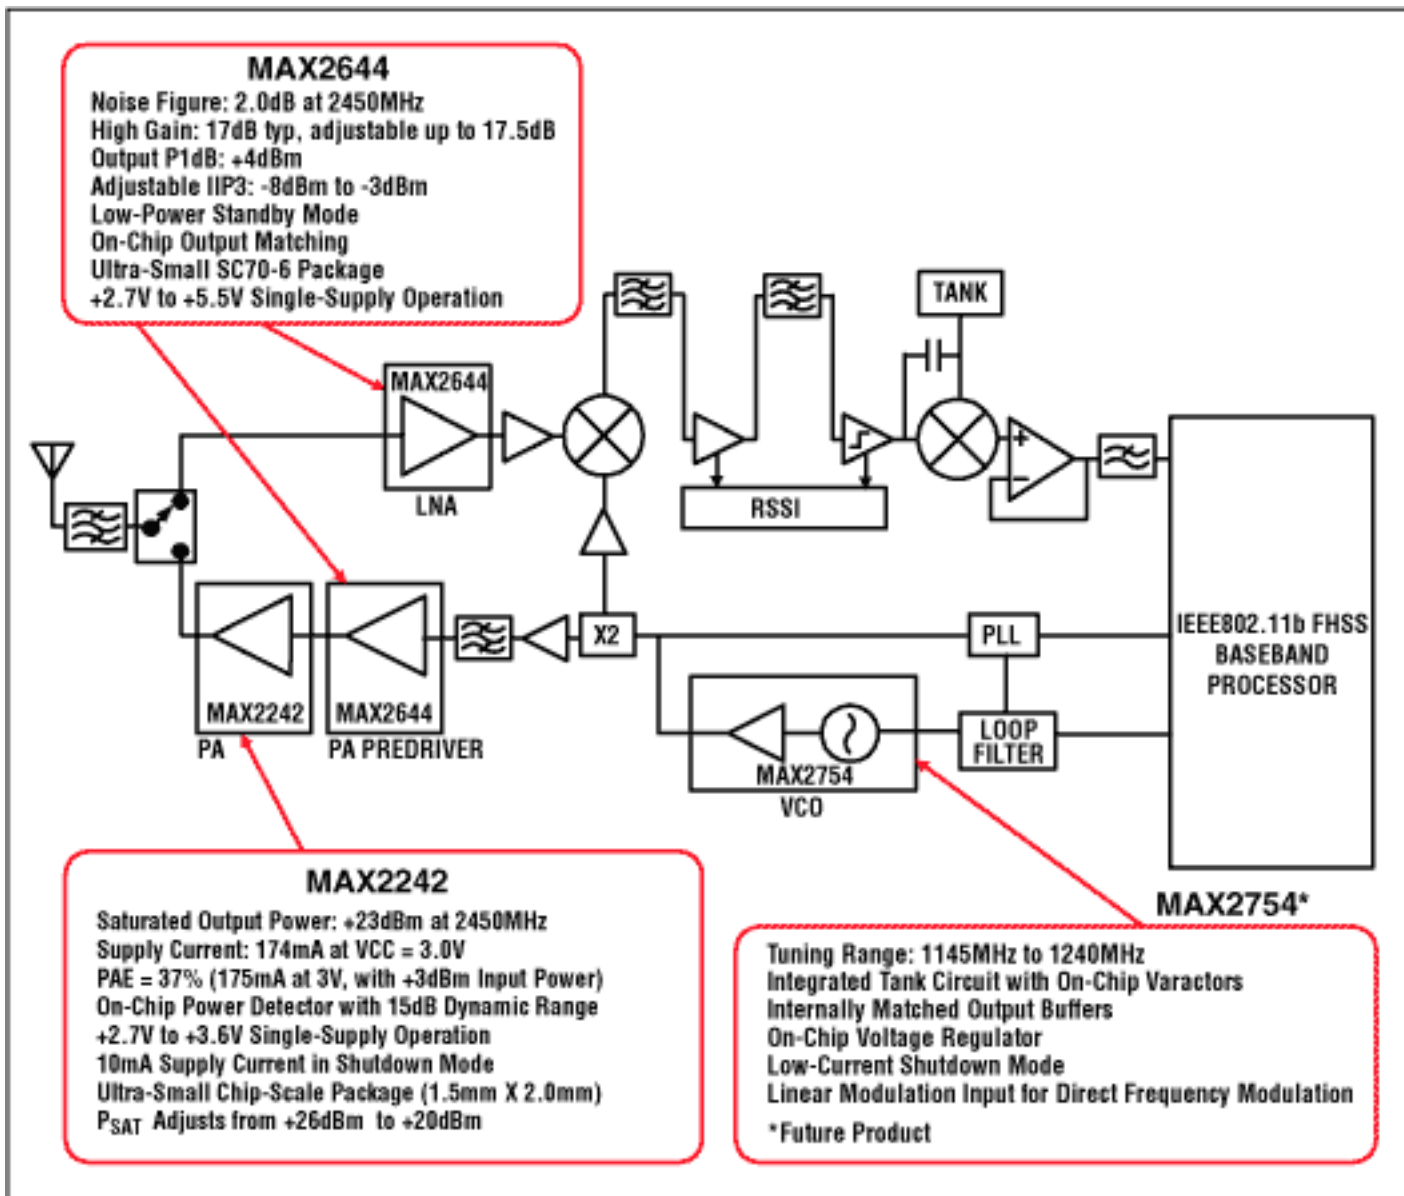 MAX2644
Noise Figure: 2.0dB at 2450MHz
High Gain: 17dB typ, adjustable up to 17.5dB
Output P1dB: +4dBm
Adjustable IIP3: -8dBm to -3dBm
Low-Power Standby Mode
On-Chip Output Matching
Ultra-Small SC70-6 Package
+2.7V to +5.5V Single-Supply Operation
TANK
MAX2644
LNA
+
−
RSSI
X2
PLL
IEEE802.11b FHSS
BASEBAND
PROCESSOR
MAX2242
PA
MAX2644
PA PREDRIVER
LOOP
FILTER
MAX2754
VCO
MAX2242
Saturated Output Power: +23dBm at 2450MHz
Supply Current: 174mA at VCC = 3.0V
PAE = 37% (175mA at 3V, with +3dBm Input Power)
On-Chip Power Detector with 15dB Dynamic Range
+2.7V to +3.6V Single-Supply Operation
10mA Supply Current in Shutdown Mode
Ultra-Small Chip-Scale Package (1.5mm X 2.0mm)
PSAT Adjusts from +26dBm to +20dBm
MAX2754*
Tuning Range: 1145MHz to 1240MHz
Integrated Tank Circuit with On-Chip Varactors
Internally Matched Output Buffers
On-Chip Voltage Regulator
Low-Current Shutdown Mode
Linear Modulation Input for Direct Frequency Modulation
*Future Product